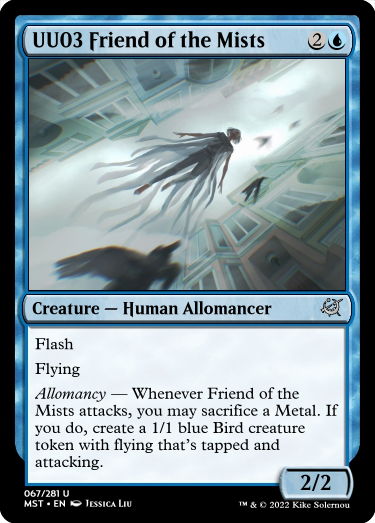 UU03 Friend of the Mists 2
Creature — Human Allomancer
Flash
Flying
Allomancy — Whenever Friend of the
Mists attacks, you may sacrifice a Metal. If
you do, create a 1/1 blue Bird creature
token with flying that's tapped and
attacking.
2/2
067/281 U
MST • EN Jessica Liu
™ & © 2022 Kike Solernou